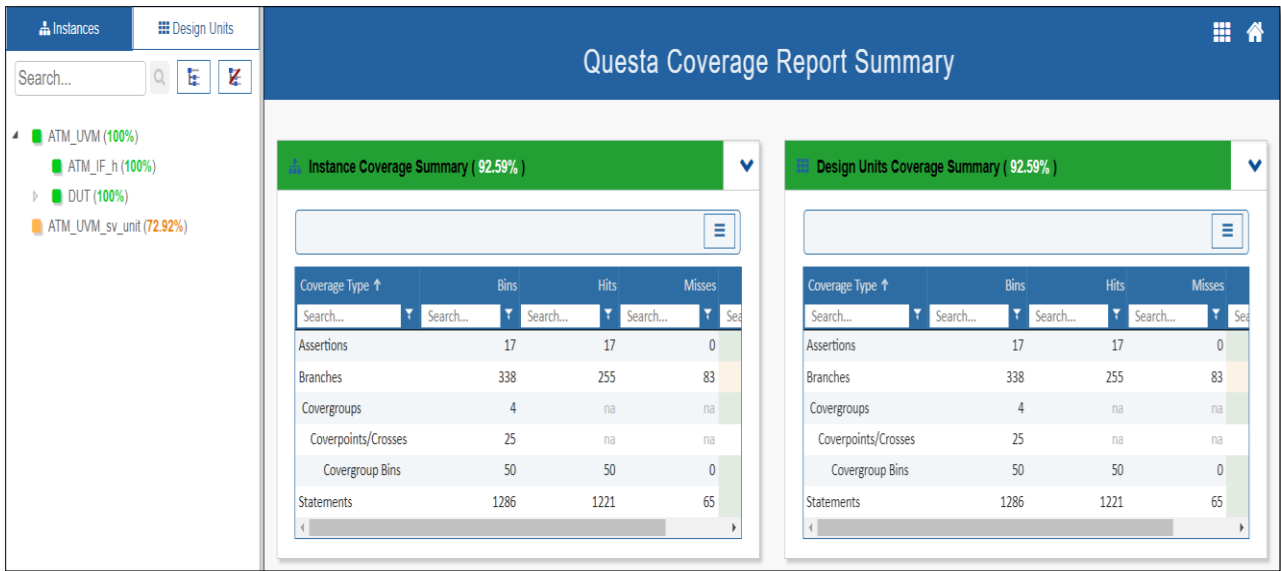 Instances Design Units
Search...
ATM_UVM (100%)
ATM_IF_h (100%)
DUT (100%)
ATM_UVM_sv_unit (72.92%)
Questa Coverage Report Summary
Instance Coverage Summary ( 92.59% )
Coverage Type ↑ Bins Hits Misses
Search... Search... Search... Search... Sea
Assertions 17 17 0
Branches 338 255 83
Covergroups 4 na na
Coverpoints/Crosses 25 na na
Covergroup Bins 50 50 0
Statements 1286 1221 65
Design Units Coverage Summary ( 92.59% )
Coverage Type ↑ Bins Hits Misses
Search... Search... Search... Search... Sea
Assertions 17 17 0
Branches 338 255 83
Covergroups 4 na na
Coverpoints/Crosses 25 na na
Covergroup Bins 50 50 0
Statements 1286 1221 65